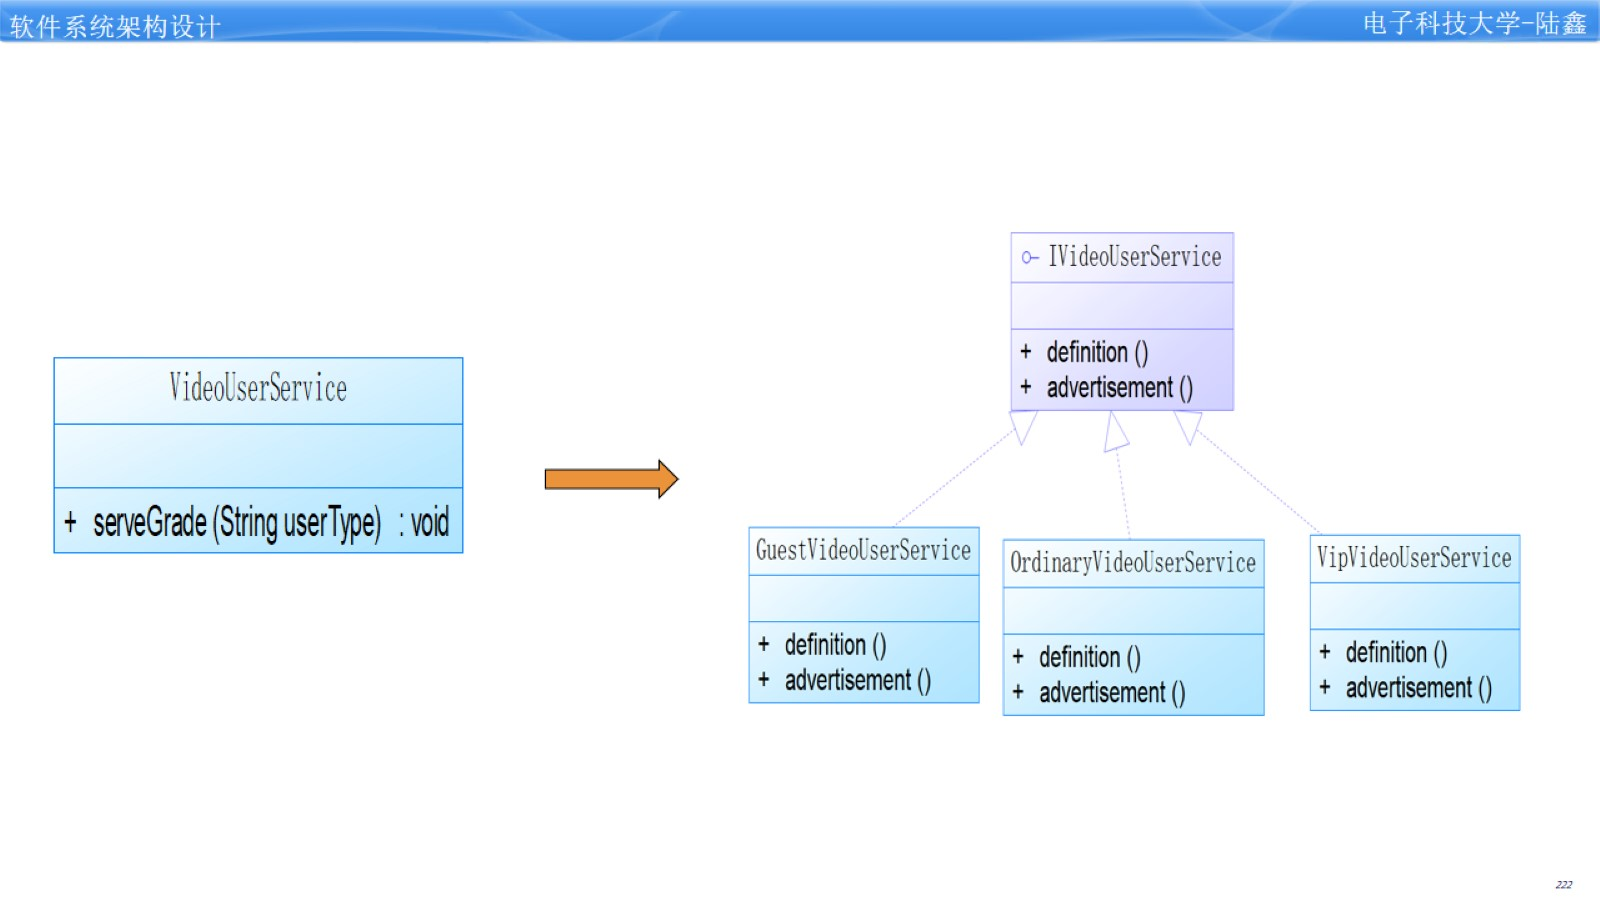 软件系统架构设计
电子科技大学-陆鑫
VideoUserService
+ serveGrade (String userType) : void
IVideoUserService
+ definition ()
+ advertisement ()
GuestVideoUserService
+ definition ()
+ advertisement ()
OrdinaryVideoUserService
+ definition ()
+ advertisement ()
VipVideoUserService
+ definition ()
+ advertisement ()
222